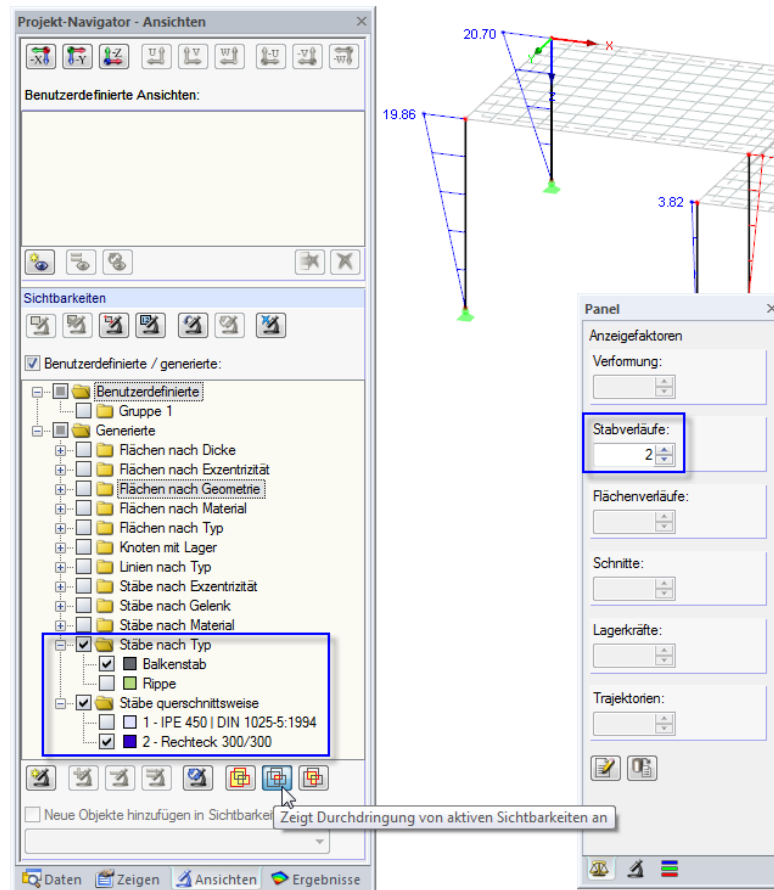 Projekt-Navigator - Ansichten
-X -Y -Z U V W -U -V -W
Benutzerdefinierte Ansichten:
Sichtbarkeiten
Benutzerdefinierte / generierte:
Benutzerdefinierte
Gruppe 1
Generierte
Flächen nach Dicke
Flächen nach Exzentrizität
Flächen nach Geometrie
Flächen nach Material
Flächen nach Typ
Knoten mit Lager
Linien nach Typ
Stäbe nach Exzentrizität
Stäbe nach Gelenk
Stäbe nach Material
Stäbe nach Typ
Balkenstab
Rippe
Stäbe querschnittsweise
1 - IPE 450 | DIN 1025-5:1994
2 - Rechteck 300/300
Neue Objekte hinzufügen in Sichtbarkei
Zeigt Durchdringung von aktiven Sichtbarkeiten an
Daten Zeigen Ansichten Ergebnisse
20.70
X
Y
Z
19.86
3.82
Panel
Anzeigefaktoren
Verformung:
Stabverläufe:
2
Flächenverläufe:
Schnitte:
Lagerkräfte:
Trajektorien: